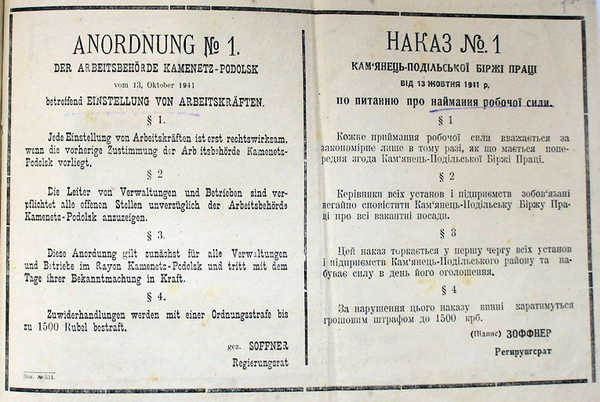 ANORDNUNG № 1.
DER ARBEITSBEHÖRDE KAMENETZ-PODOLSK
vom 13, Oktober 1941
betreffend EINSTELLUNG VON ARBEITSKRÄFTEN.
§ 1.
Jede Einstellung von Arbeitskräften ist erst rechtswirksam,
wenn die vorherige Zustimmung der Arbeitsbehörde Kamenetz-
Podolsk vorliegt.
§ 2
Die Leiter von Verwaltungen und Betrieben sind ver-
pflichtet alle offenen Stellen unverzüglich der Arbeitsbehörde
Kamenetz-Podolsk anzuzeigen.
§ 3.
Diese Anordnung gilt zunächst für alle Verwaltungen
und Betriebe im Rayon Kamenetz-Podolsk und tritt mit dem
Tage ihrer Bekanntmachung in Kraft.
§ 4.
Zuwiderhandlungen werden mit einer Ordnungsstrafe bis
zu 1500 Rubel bestraft.
gez. SOFFNER
Regierungsrat
НАКАЗ №. 1
КАМ'ЯНЕЦЬ-ПОДІЛЬСЬКОЇ БІРЖІ ПРАЦІ
ВІД 13 ЖОВТНЯ 1941 р.
по питанню про наймання робочої сили.
§ 1
Кожне приймання робочої сили вважається за
закономірне лише в тому разі, як що мається попе-
редня згода Кам'янець-Подільської Біржі Праці.
§ 2
Керівники всіх установ і підприємств зобов'язані
негайно сповістити Кам'янець-Подільську Біржу Пра-
ці про всі вакантні посади.
§ 3
Цей наказ торкається у першу чергу всіх установ
і підприємств Кам'янець-Подільського району та на-
буває силу в день його оголошення.
§ 4
За нарушення цього наказу винні каратимуться
грошовим штрафом до 1500 крб.
(Підпис) ЗОФФНЕР
Регирунгсрат